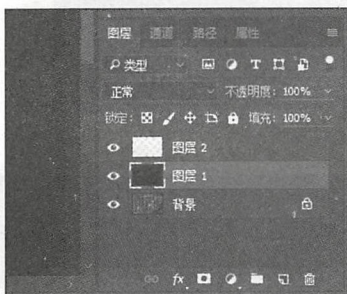 图层 通道 路径 属性
类型
正常 不透明度: 100%
锁定: 填充: 100%
图层 2
图层 1
背景
fx